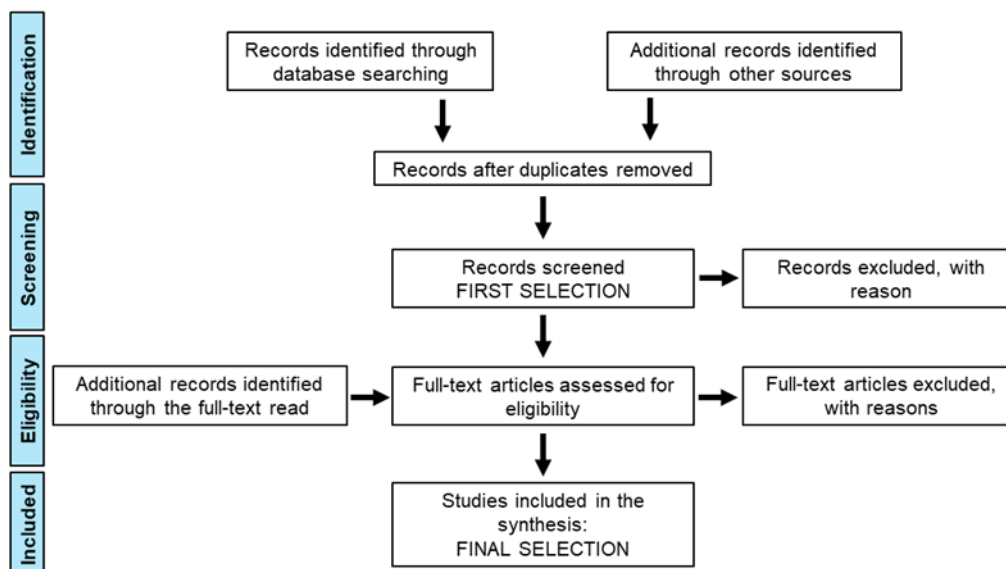 Identification
Records identified through
database searching
Additional records identified
through other sources
Records after duplicates removed
Screening
Records screened
FIRST SELECTION
Records excluded, with
reason
Eligibility
Additional records identified
through the full-text read
Full-text articles assessed for
eligibility
Full-text articles excluded,
with reasons
Included
Studies included in the
synthesis:
FINAL SELECTION